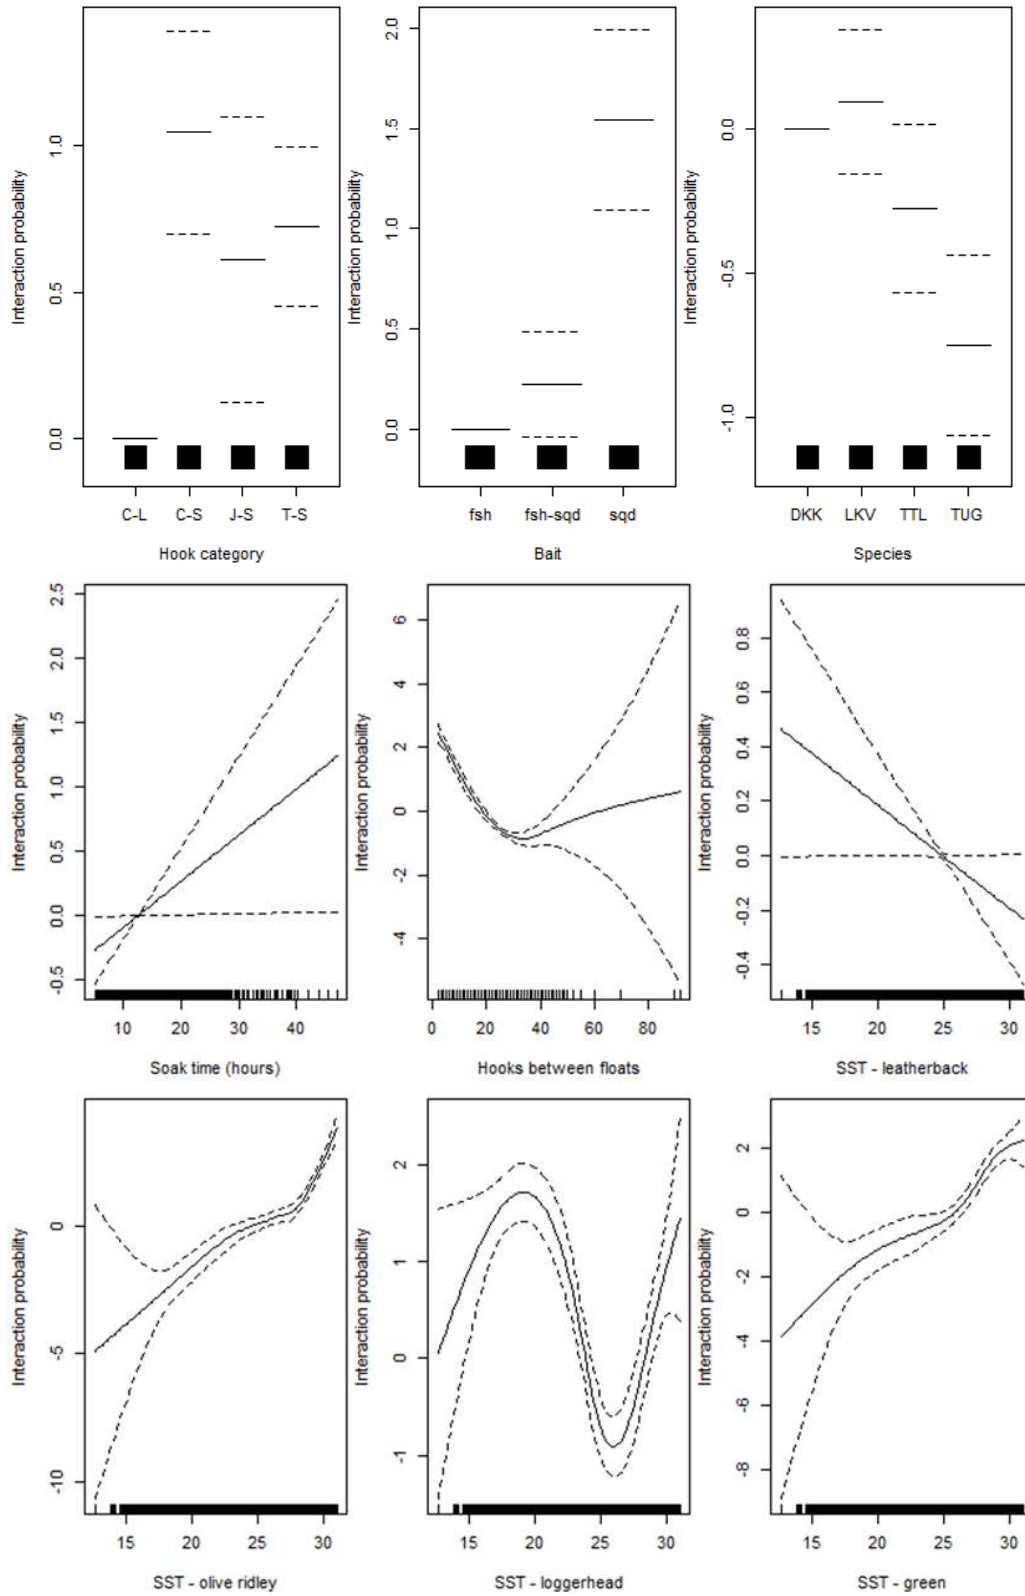 Interaction probability
0.0 0.5 1.0
C-L C-S J-S T-S
Hook category
Interaction probability
0.0 0.5 1.0 1.5 2.0
fsh fsh-sqd sqd
Bait
Interaction probability
-1.0 -0.5 0.0
DKK LKV TTL TUG
Species
Interaction probability
-0.5 0.0 0.5 1.0 1.5 2.0 2.5
10 20 30 40
Soak time (hours)
Interaction probability
-4 -2 0 2 4 6
0 20 40 60 80
Hooks between floats
Interaction probability
-0.4 -0.2 0.0 0.2 0.4 0.6 0.8
15 20 25 30
SST - leatherback
Interaction probability
-10 -5 0
15 20 25 30
SST - olive ridley
Interaction probability
-1 0 1 2
15 20 25 30
SST - loggerhead
Interaction probability
-8 -6 -4 -2 0 2
15 20 25 30
SST - green